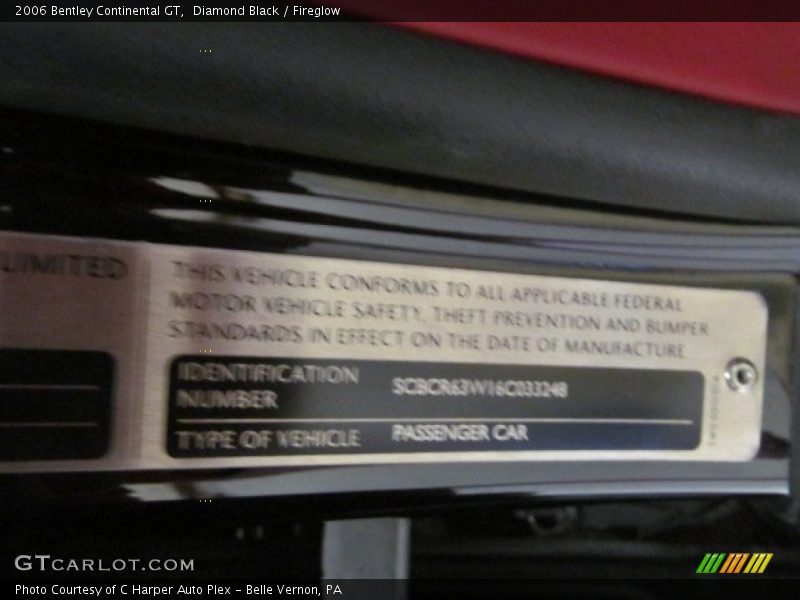 2006 Bentley Continental GT,  Diamond Black / Fireglow
LIMITED
THIS VEHICLE CONFORMS TO ALL APPLICABLE FEDERAL
MOTOR VEHICLE SAFETY, THEFT PREVENTION AND BUMPER
STANDARDS IN EFFECT ON THE DATE OF MANUFACTURE
IDENTIFICATION
NUMBER
SCBCR63W16C033248
TYPE OF VEHICLE
PASSENGER CAR
GTCARLOT.COM
Photo Courtesy of C Harper Auto Plex - Belle Vernon, PA